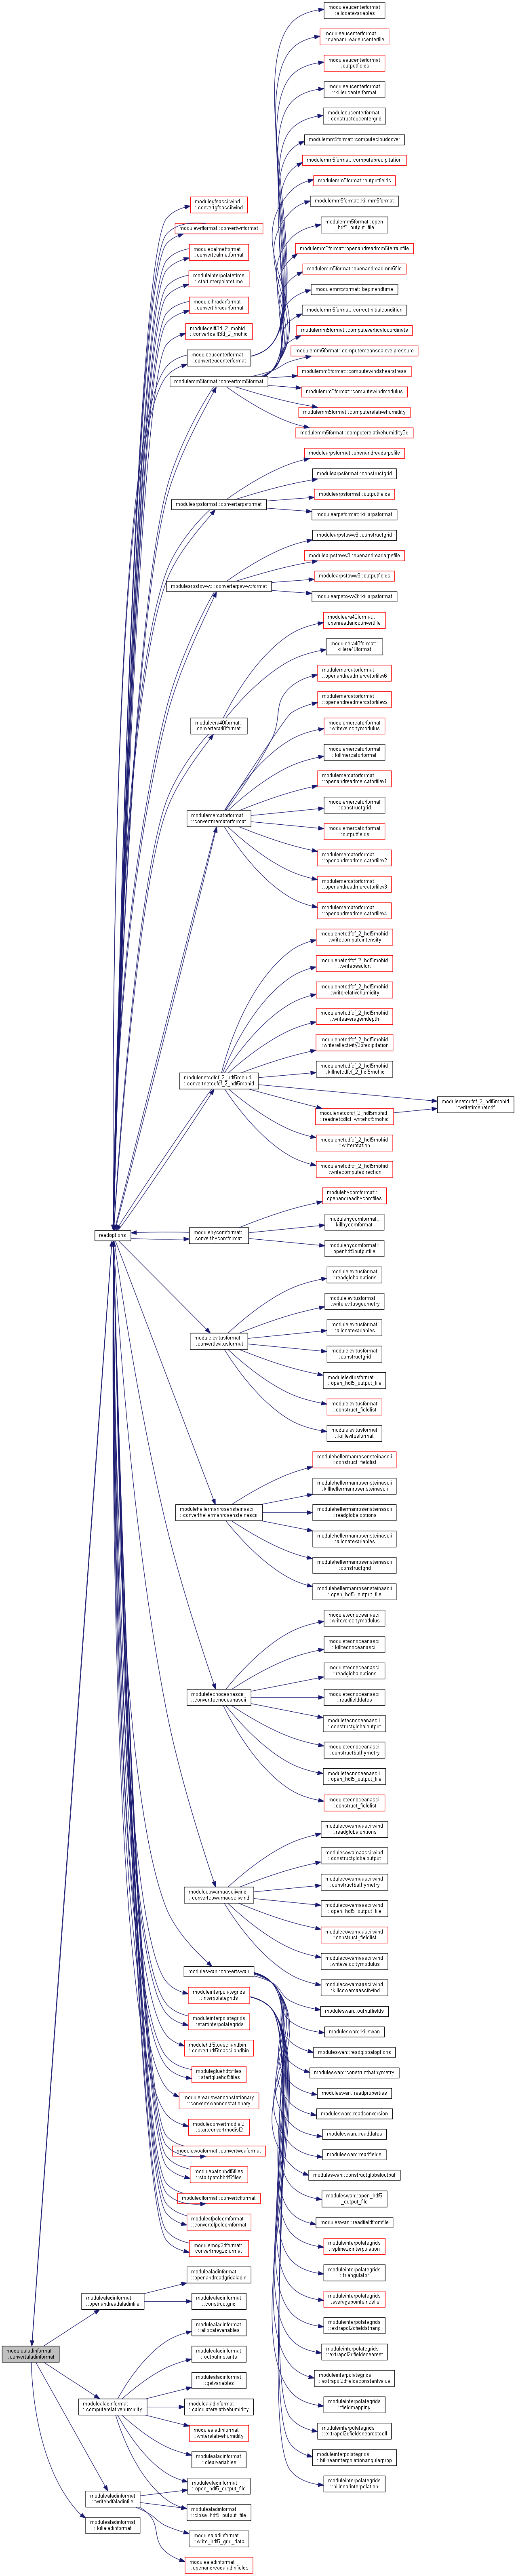 moduleeucenterformat
::allocatevariables
moduleeucenterformat
::openandreadeucenterfile
moduleeucenterformat
::outputfields
moduleeucenterformat
::killeucenterformat
moduleeucenterformat
::constructeucentergrid
modulemm5format::computecloudcover
modulemm5format::computeprecipitation
modulemm5format::outputfields
modulemm5format::killmm5format
modulemm5format::open
_hdf5_output_file
modulemm5format::openandreadmm5terrainfile
modulemm5format::openandreadmm5file
modulemm5format::beginendtime
modulemm5format::correctinitialcondition
modulemm5format::computeverticalcoordinate
modulemm5format::computemeansealevelpressure
modulemm5format::computewindshearstress
modulemm5format::computewindmodulus
modulemm5format::computerelativehumidity
modulemm5format::computerelativehumidity3d
modulegfsasciiwind
::convertgfsasciiwind
modulewrfformat::convertwrfformat
modulecalmetformat
::convertcalmetformat
moduleinterpolatetime
::startinterpolatetime
moduleihradarformat
::convertihradarformat
moduledelft3d_2_mohid
::convertdelft3d_2_mohid
moduleeucenterformat
::converteucenterformat
modulemm5format::convertmm5format
modulearpsformat::convertarpsformat
modulearpsformat::openandreadarpsfile
modulearpsformat::constructgrid
modulearpsformat::outputfields
modulearpsformat::killarpsformat
modulearpstoww3::convertarpsww3format
modulearpstoww3::constructgrid
modulearpstoww3::openandreadarpsfile
modulearpstoww3::outputfields
modulearpstoww3::killarpsformat
moduleera40format::
convertera40format
moduleera40format::
openreadandconvertfile
moduleera40format::
killera40format
modulemercatorformat
::convertmercatorformat
modulemercatorformat
::openandreadmercatorfilev6
modulemercatorformat
::openandreadmercatorfilev5
modulemercatorformat
::writevelocitymodulus
modulemercatorformat
::killmercatorformat
modulemercatorformat
::openandreadmercatorfilev1
modulemercatorformat
::constructgrid
modulemercatorformat
::outputfields
modulemercatorformat
::openandreadmercatorfilev2
modulemercatorformat
::openandreadmercatorfilev3
modulemercatorformat
::openandreadmercatorfilev4
modulenetcdfcf_2_hdf5mohid
::convertnetcdfcf_2_hdf5mohid
modulenetcdfcf_2_hdf5mohid
::writecomputeintensity
modulenetcdfcf_2_hdf5mohid
::writebeaufort
modulenetcdfcf_2_hdf5mohid
::writerelativehumidity
modulenetcdfcf_2_hdf5mohid
::writeaverageindepth
modulenetcdfcf_2_hdf5mohid
::writereflectivity2precipitation
modulenetcdfcf_2_hdf5mohid
::killnetcdfcf_2_hdf5mohid
modulenetcdfcf_2_hdf5mohid
::readnetcdfcf_writehdf5mohid
modulenetcdfcf_2_hdf5mohid
::writerotation
modulenetcdfcf_2_hdf5mohid
::writecomputedirection
modulenetcdfcf_2_hdf5mohid
::writetimenetcdf
readoptions
modulehycomformat::
converthycomformat
modulehycomformat::
openandreadhycomfiles
modulehycomformat::
killhycomformat
modulehycomformat::
openhdf5outputfile
modulelevitusformat
::convertlevitusformat
modulelevitusformat
::readglobaloptions
modulelevitusformat
::writelevitusgeometry
modulelevitusformat
::allocatevariables
modulelevitusformat
::constructgrid
modulelevitusformat
::open_hdf5_output_file
modulelevitusformat
::construct_fieldlist
modulelevitusformat
::killlevitusformat
modulehellermanrosensteinascii
::converthellermanrosensteinascii
modulehellermanrosensteinascii
::construct_fieldlist
modulehellermanrosensteinascii
::killhellermanrosensteinascii
modulehellermanrosensteinascii
::readglobaloptions
modulehellermanrosensteinascii
::allocatevariables
modulehellermanrosensteinascii
::constructgrid
modulehellermanrosensteinascii
::open_hdf5_output_file
moduletecnoceanascii
::converttecnoceanascii
moduletecnoceanascii
::writevelocitymodulus
moduletecnoceanascii
::killtecnoceanascii
moduletecnoceanascii
::readglobaloptions
moduletecnoceanascii
::readfielddates
moduletecnoceanascii
::constructglobaloutput
moduletecnoceanascii
::constructbathymetry
moduletecnoceanascii
::open_hdf5_output_file
moduletecnoceanascii
::construct_fieldlist
modulecowamaasciiwind
::convertcowamaasciiwind
modulecowamaasciiwind
::readglobaloptions
modulecowamaasciiwind
::constructglobaloutput
modulecowamaasciiwind
::constructbathymetry
modulecowamaasciiwind
::open_hdf5_output_file
modulecowamaasciiwind
::construct_fieldlist
modulecowamaasciiwind
::writevelocitymodulus
modulecowamaasciiwind
::killcowamaasciiwind
moduleswan::convertswan
moduleswan::outputfields
moduleswan::killswan
moduleswan::readglobaloptions
moduleswan::constructbathymetry
moduleswan::readproperties
moduleswan::readconversion
moduleswan::readdates
moduleswan::readfields
moduleswan::constructglobaloutput
moduleswan::open_hdf5
_output_file
moduleswan::readfieldfromfile
moduleinterpolategrids
::interpolategrids
moduleinterpolategrids
::startinterpolategrids
modulehdf5toasciiandbin
::converthdf5toasciiandbin
modulegluehdf5files
::startgluehdf5files
modulereadswannonstationary
::convertswannonstationary
moduleconvertmodisl2
::startconvertmodisl2
modulewoaformat::convertwoaformat
modulepatchhdf5files
::startpatchhdf5files
modulecfformat::convertcfformat
modulecfpolcomformat
::convertcfpolcomformat
modulemog2dformat::
convertmog2dformat
moduleinterpolategrids
::spline2dinterpolation
moduleinterpolategrids
::triangulator
moduleinterpolategrids
::averagepointsincells
moduleinterpolategrids
::extrapol2dfieldstriang
moduleinterpolategrids
::extrapol2dfieldsnearest
moduleinterpolategrids
::extrapol2dfieldsconstantvalue
moduleinterpolategrids
::fieldmapping
moduleinterpolategrids
::extrapol2dfieldsnearestcell
moduleinterpolategrids
::bilinearinterpolationangularprop
moduleinterpolategrids
::bilinearinterpolation
modulealadinformat
::convertaladinformat
modulealadinformat
::openandreadaladinfile
modulealadinformat
::openandreadgridaladin
modulealadinformat
::constructgrid
modulealadinformat
::computerelativehumidity
modulealadinformat
::allocatevariables
modulealadinformat
::outputinstants
modulealadinformat
::getvariables
modulealadinformat
::calculaterelativehumidity
modulealadinformat
::writerelativehumidity
modulealadinformat
::cleanvariables
modulealadinformat
::open_hdf5_output_file
modulealadinformat
::close_hdf5_output_file
modulealadinformat
::writehdfaladinfile
modulealadinformat
::killaladinformat
modulealadinformat
::write_hdf5_grid_data
modulealadinformat
::openandreadaladinfields